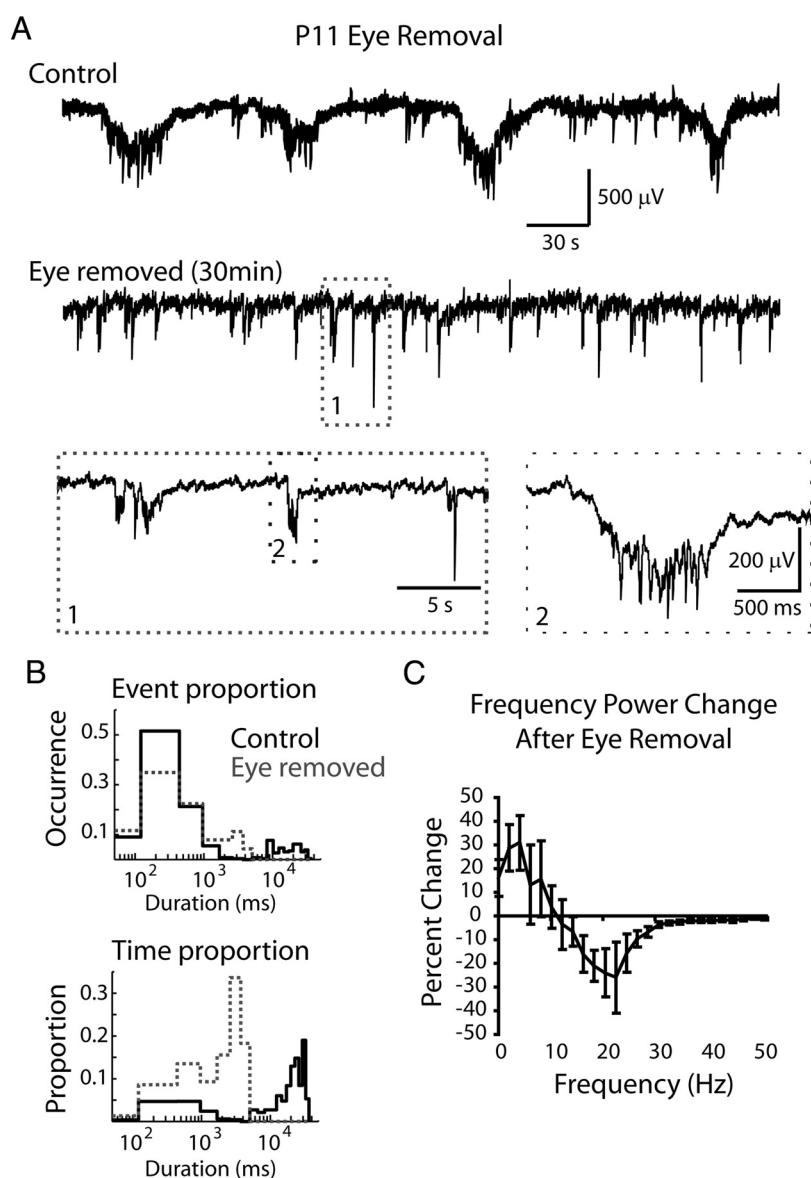 A
P11 Eye Removal
Control
500 µV
30 s
Eye removed (30min)
1
2
5 s
1
200 µV
500 ms
2
B
Event proportion
Occurrence
0.5
0.3
0.1
Control
Eye removed
10² 10³ 10⁴
Duration (ms)
Time proportion
Proportion
0.3
0.2
0.1
10² 10³ 10⁴
Duration (ms)
C
Frequency Power Change
After Eye Removal
Percent Change
50
40
30
20
10
0
-10
-20
-30
-40
-50
0 10 20 30 40 50
Frequency (Hz)